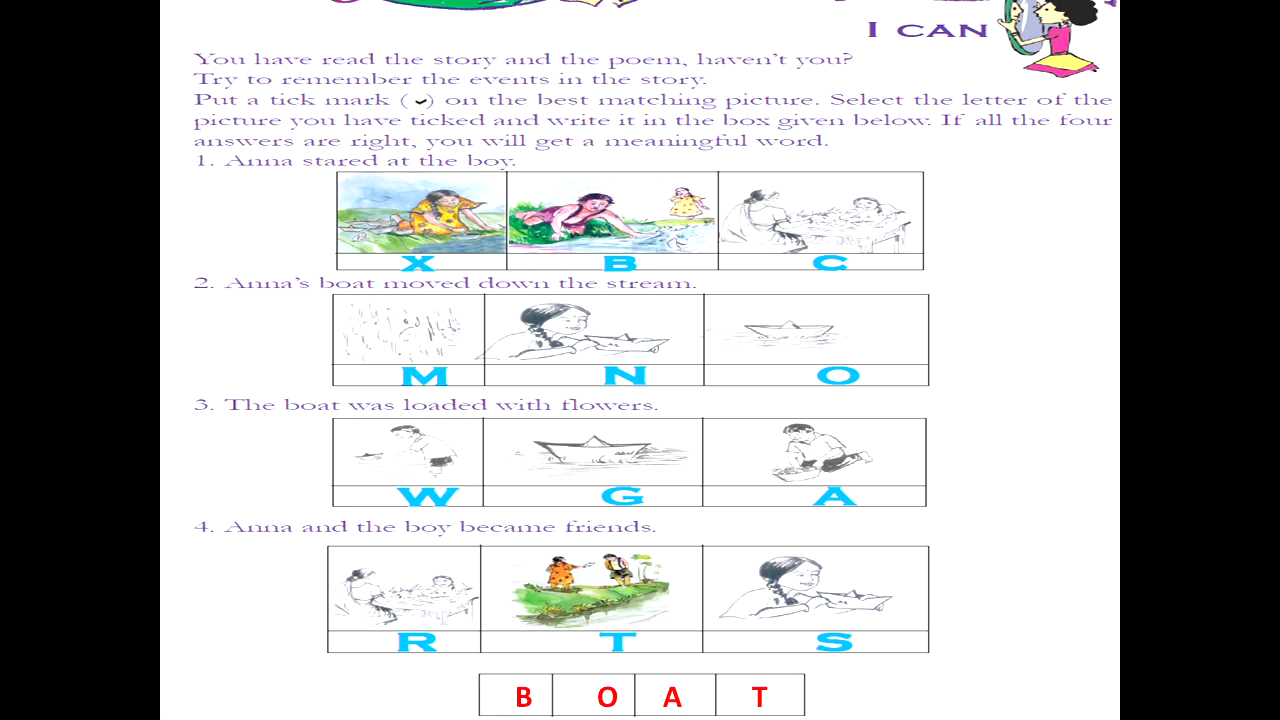 I CAN
You have read the story and the poem, haven't you?
Try to remember the events in the story.
Put a tick mark ( ✓) on the best matching picture. Select the letter of the
picture you have ticked and write it in the box given below. If all the four
answers are right, you will get a meaningful word.
1. Anna stared at the boy.
X B C
2. Anna's boat moved down the stream.
M N O
3. The boat was loaded with flowers.
W G A
4. Anna and the boy became friends.
R T S
B O A T